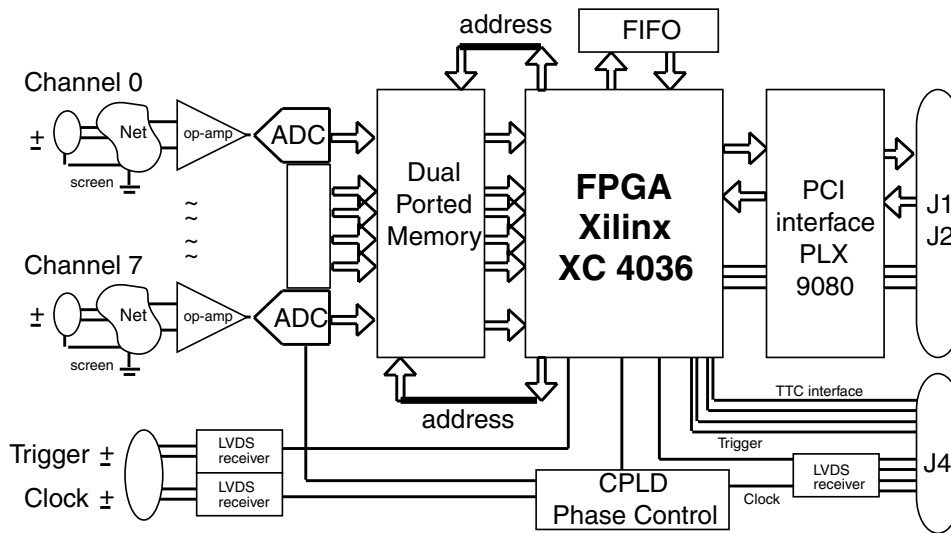 address
FIFO
Channel 0
±
Net
op-amp
ADC
screen
Dual
Ported
Memory
FPGA
Xilinx
XC 4036
PCI
interface
PLX
9080
J1
J2
~
~
~
~
Channel 7
±
Net
op-amp
ADC
screen
address
TTC interface
Trigger
Trigger ±
LVDS
receiver
Clock ±
LVDS
receiver
CPLD
Phase Control
Clock
LVDS
receiver
J4